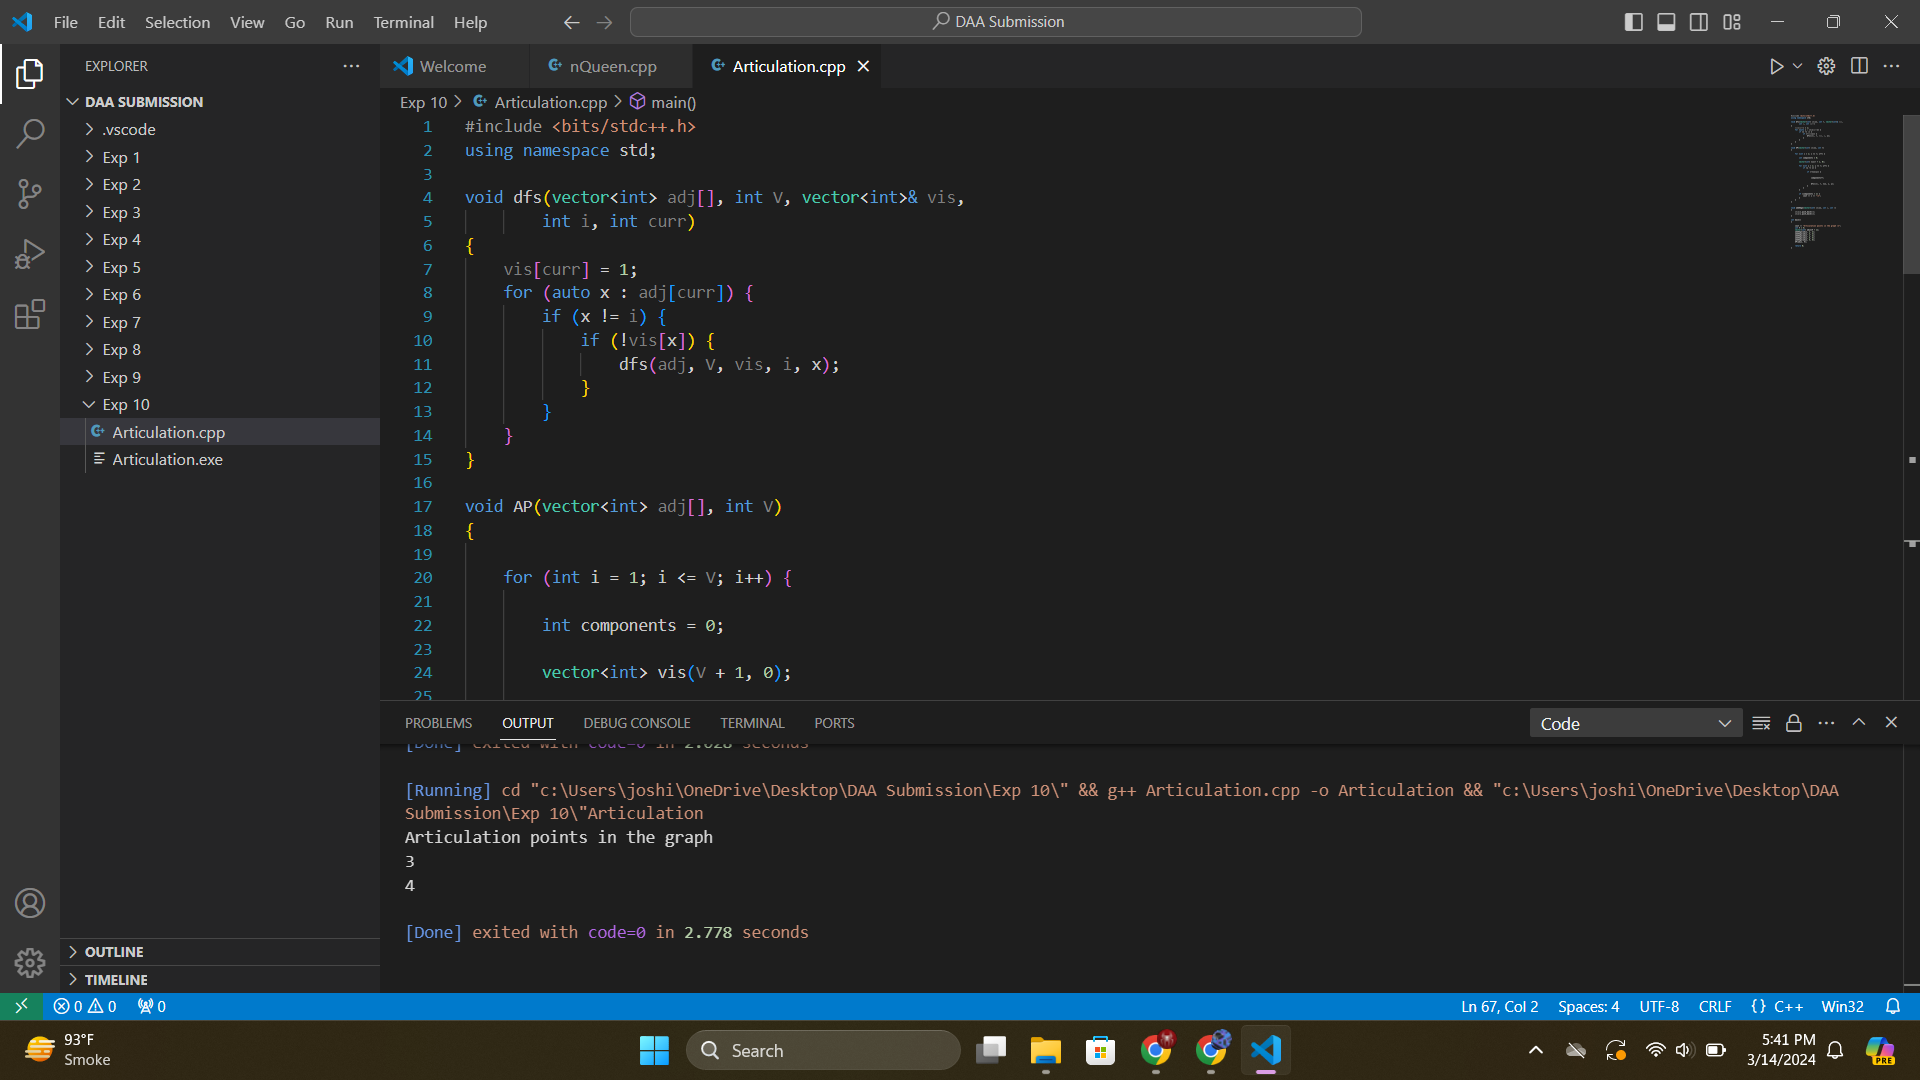 File Edit Selection View Go Run Terminal Help
DAA Submission
EXPLORER
DAA SUBMISSION
.vscode
Exp 1
Exp 2
Exp 3
Exp 4
Exp 5
Exp 6
Exp 7
Exp 8
Exp 9
Exp 10
Articulation.cpp
Articulation.exe
OUTLINE
TIMELINE
Welcome nQueen.cpp Articulation.cpp
Exp 10 > Articulation.cpp > main()
1 #include <bits/stdc++.h>
2 using namespace std;
3
4 void dfs(vector<int> adj[], int V, vector<int>& vis,
5 int i, int curr)
6 {
7 vis[curr] = 1;
8 for (auto x : adj[curr]) {
9 if (x != i) {
10 if (!vis[x]) {
11 dfs(adj, V, vis, i, x);
12 }
13 }
14 }
15 }
16
17 void AP(vector<int> adj[], int V)
18 {
19
20 for (int i = 1; i <= V; i++) {
21
22 int components = 0;
23
24 vector<int> vis(V + 1, 0);
25
PROBLEMS OUTPUT DEBUG CONSOLE TERMINAL PORTS
Code
[Done] exited with code=0 in 2.628 seconds
[Running] cd "c:\Users\joshi\OneDrive\Desktop\DAA Submission\Exp 10\" && g++ Articulation.cpp -o Articulation && "c:\Users\joshi\OneDrive\Desktop\DAA
Submission\Exp 10\"Articulation
Articulation points in the graph
3
4
[Done] exited with code=0 in 2.778 seconds
0 0 0
Ln 67, Col 2 Spaces: 4 UTF-8 CRLF {} C++ Win32
93°F
Smoke
Search
5:41 PM
3/14/2024
PRE